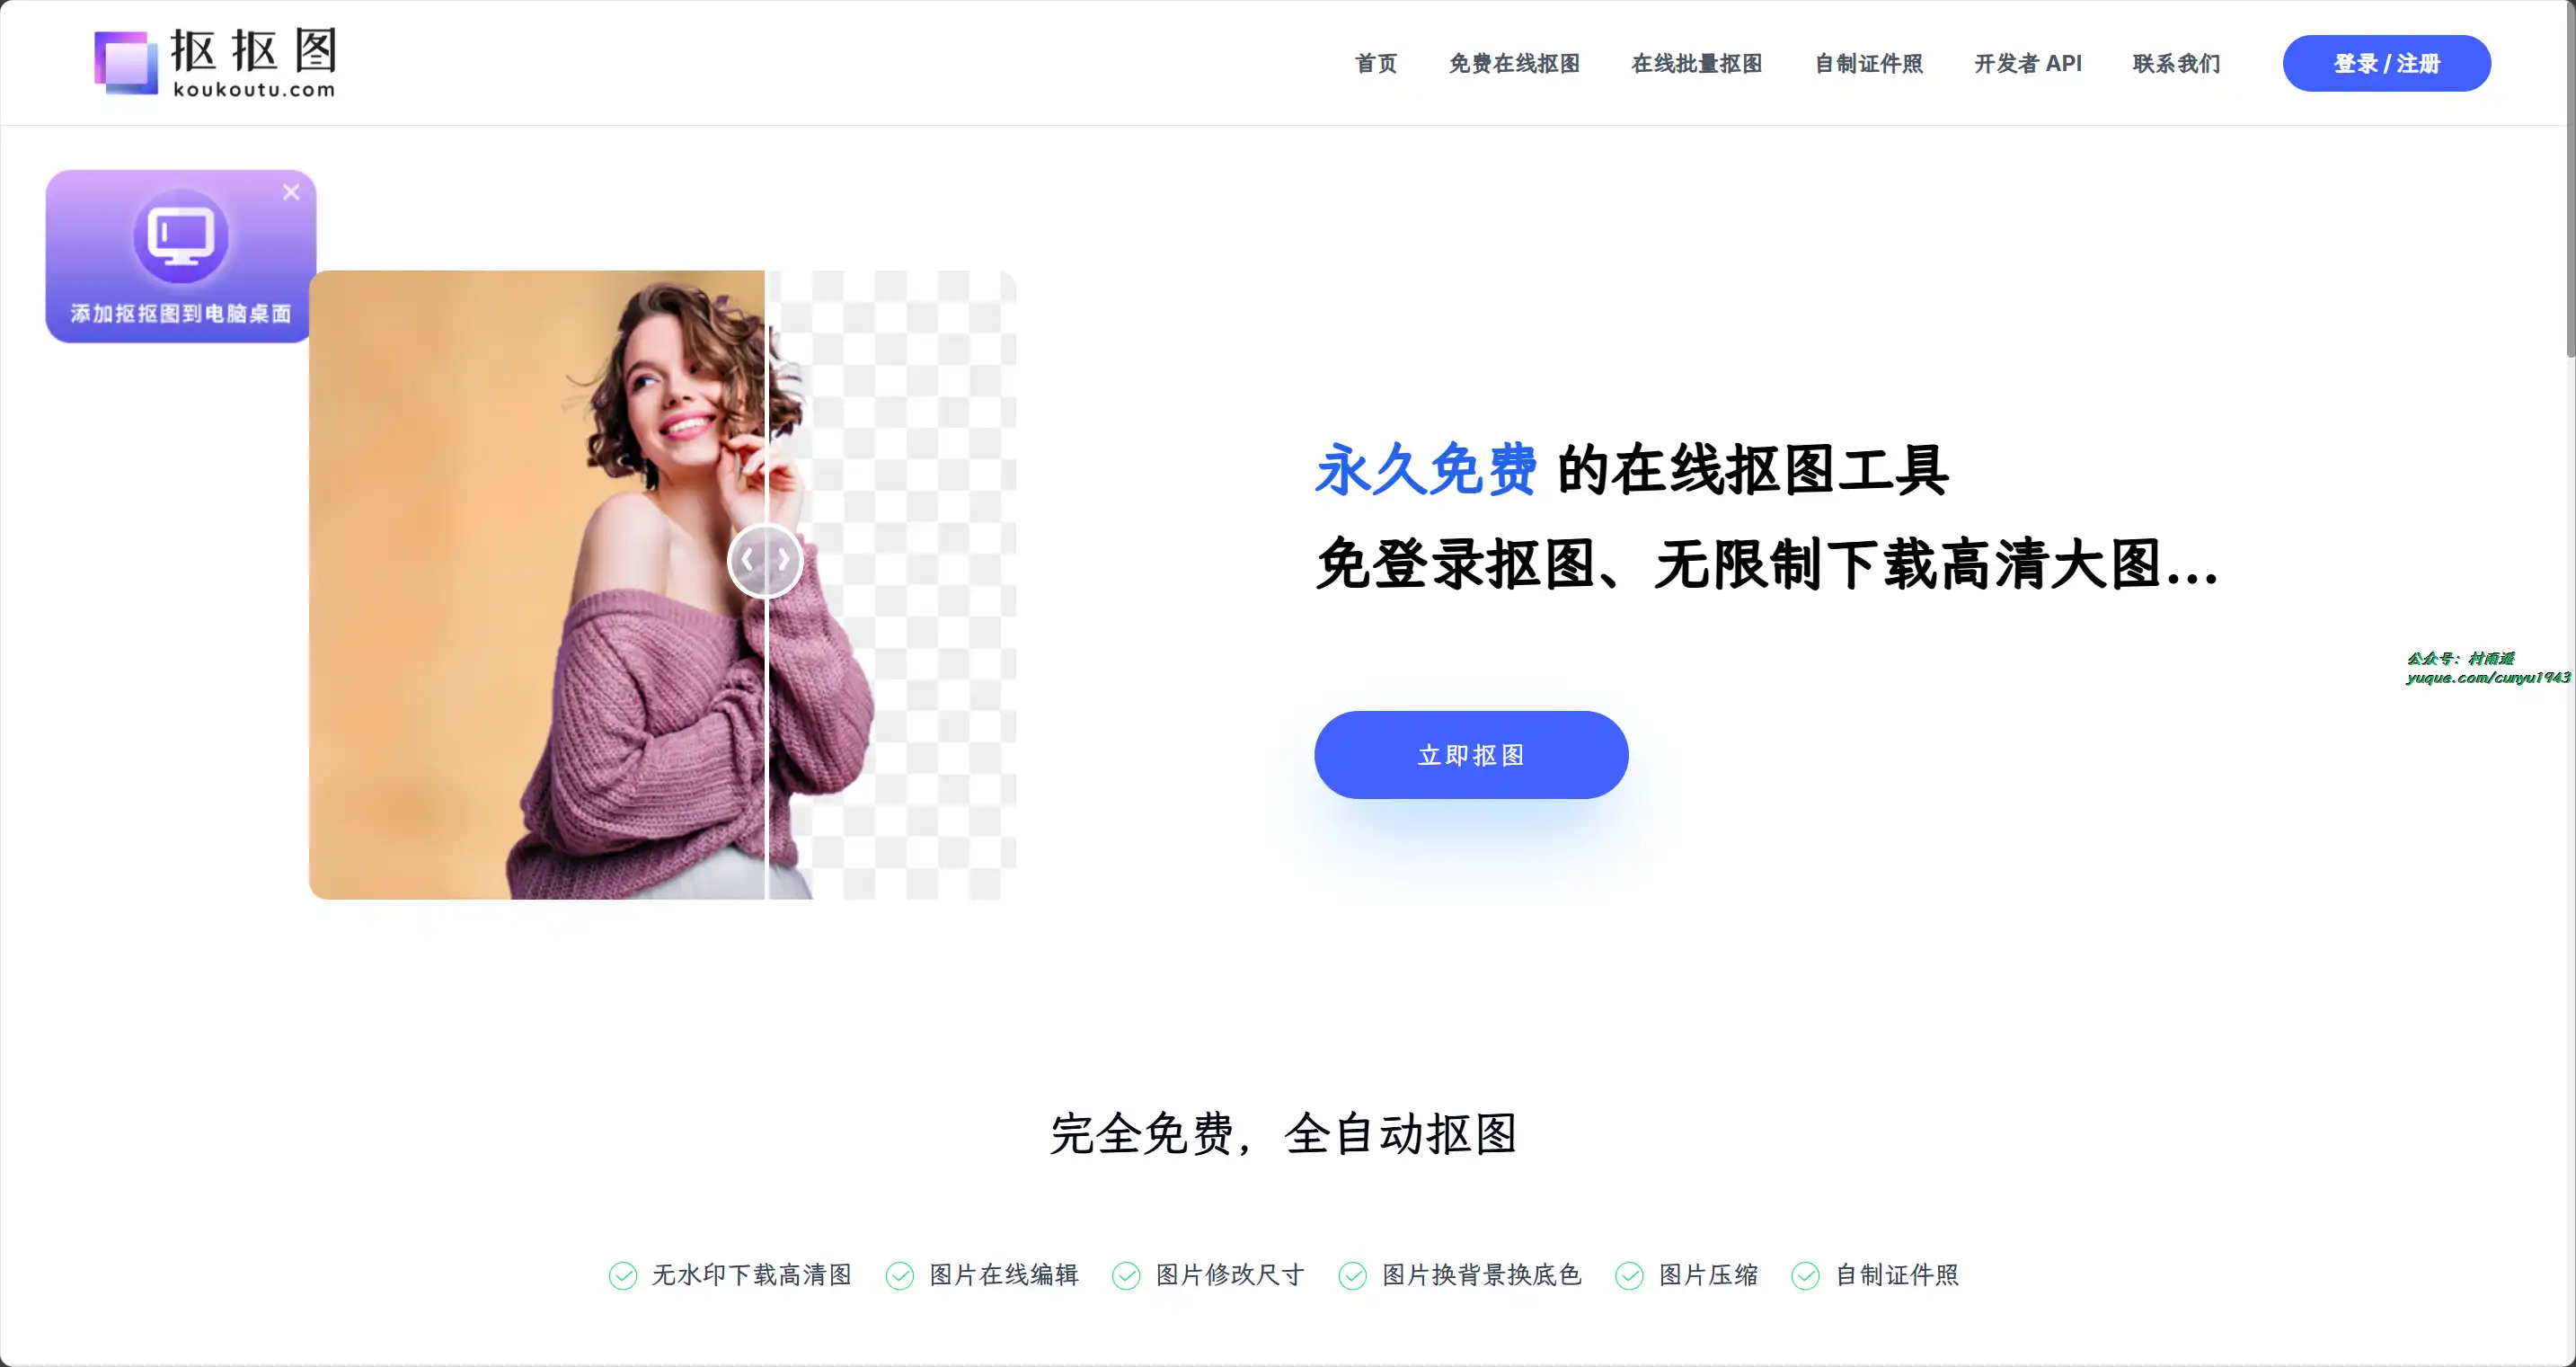 抠抠图
koukoutu.com
首页 免费在线抠图 在线批量抠图 自制证件照 开发者 API 联系我们 登录 / 注册
添加抠抠图到电脑桌面
永久免费 的在线抠图工具
免登录抠图、无限制下载高清大图...
公众号：村雨遥
yuque.com/cunyu1943
立即抠图
完全免费，全自动抠图
无水印下载高清图 图片在线编辑 图片修改尺寸 图片换背景换底色 图片压缩 自制证件照